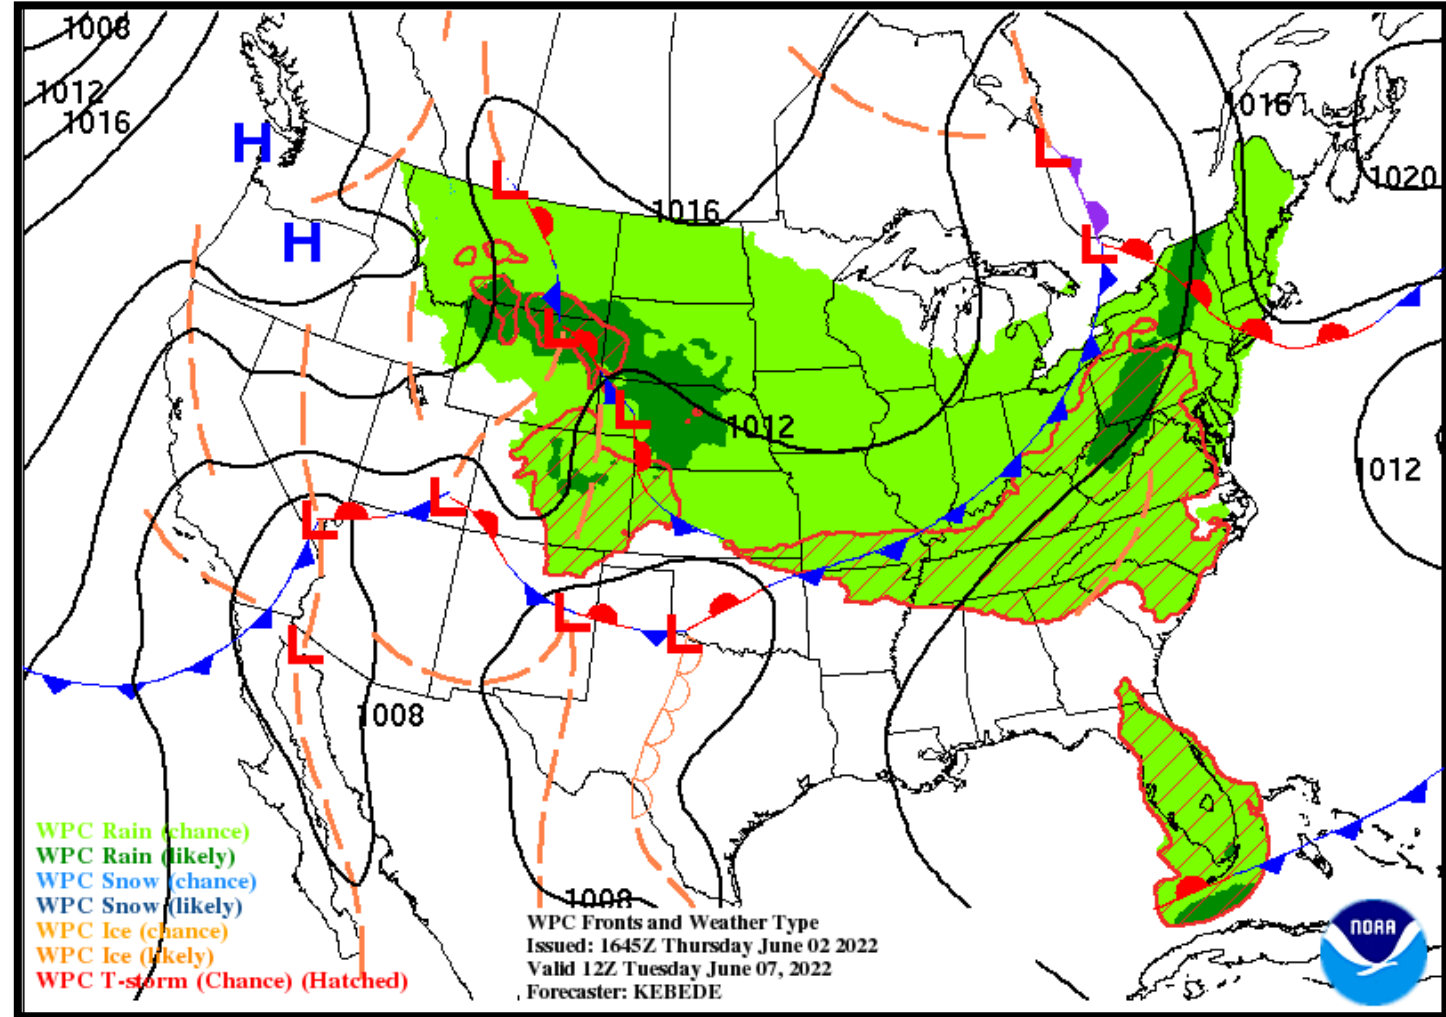 1008
1012
1016
H
H
L
1016
L
1016
1020
L
L
L
1012
1012
L
L
L
L
L
1008
1008
WPC Rain (chance)
WPC Rain (likely)
WPC Snow (chance)
WPC Snow (likely)
WPC Ice (chance)
WPC Ice (likely)
WPC T-storm (Chance) (Hatched)
WPC Fronts and Weather Type
Issued: 1645Z Thursday June 02 2022
Valid 12Z Tuesday June 07, 2022
Forecaster: KEBEDE
NOAA